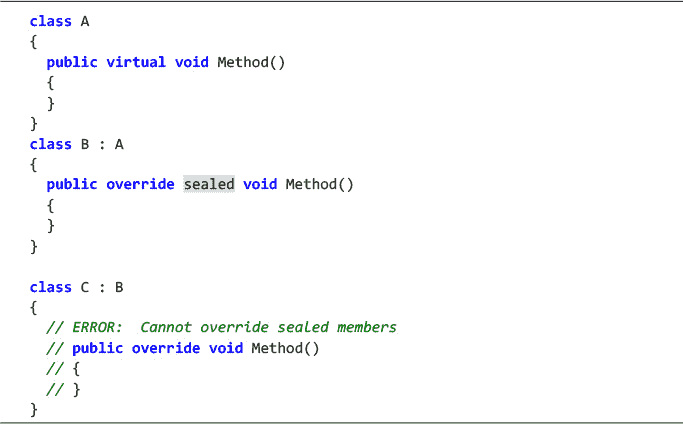 class A
{
  public virtual void Method()
  {
  }
}
class B : A
{
  public override sealed void Method()
  {
  }
}

class C : B
{
  // ERROR:  Cannot override sealed members
  // public override void Method()
  // {
  // }
}